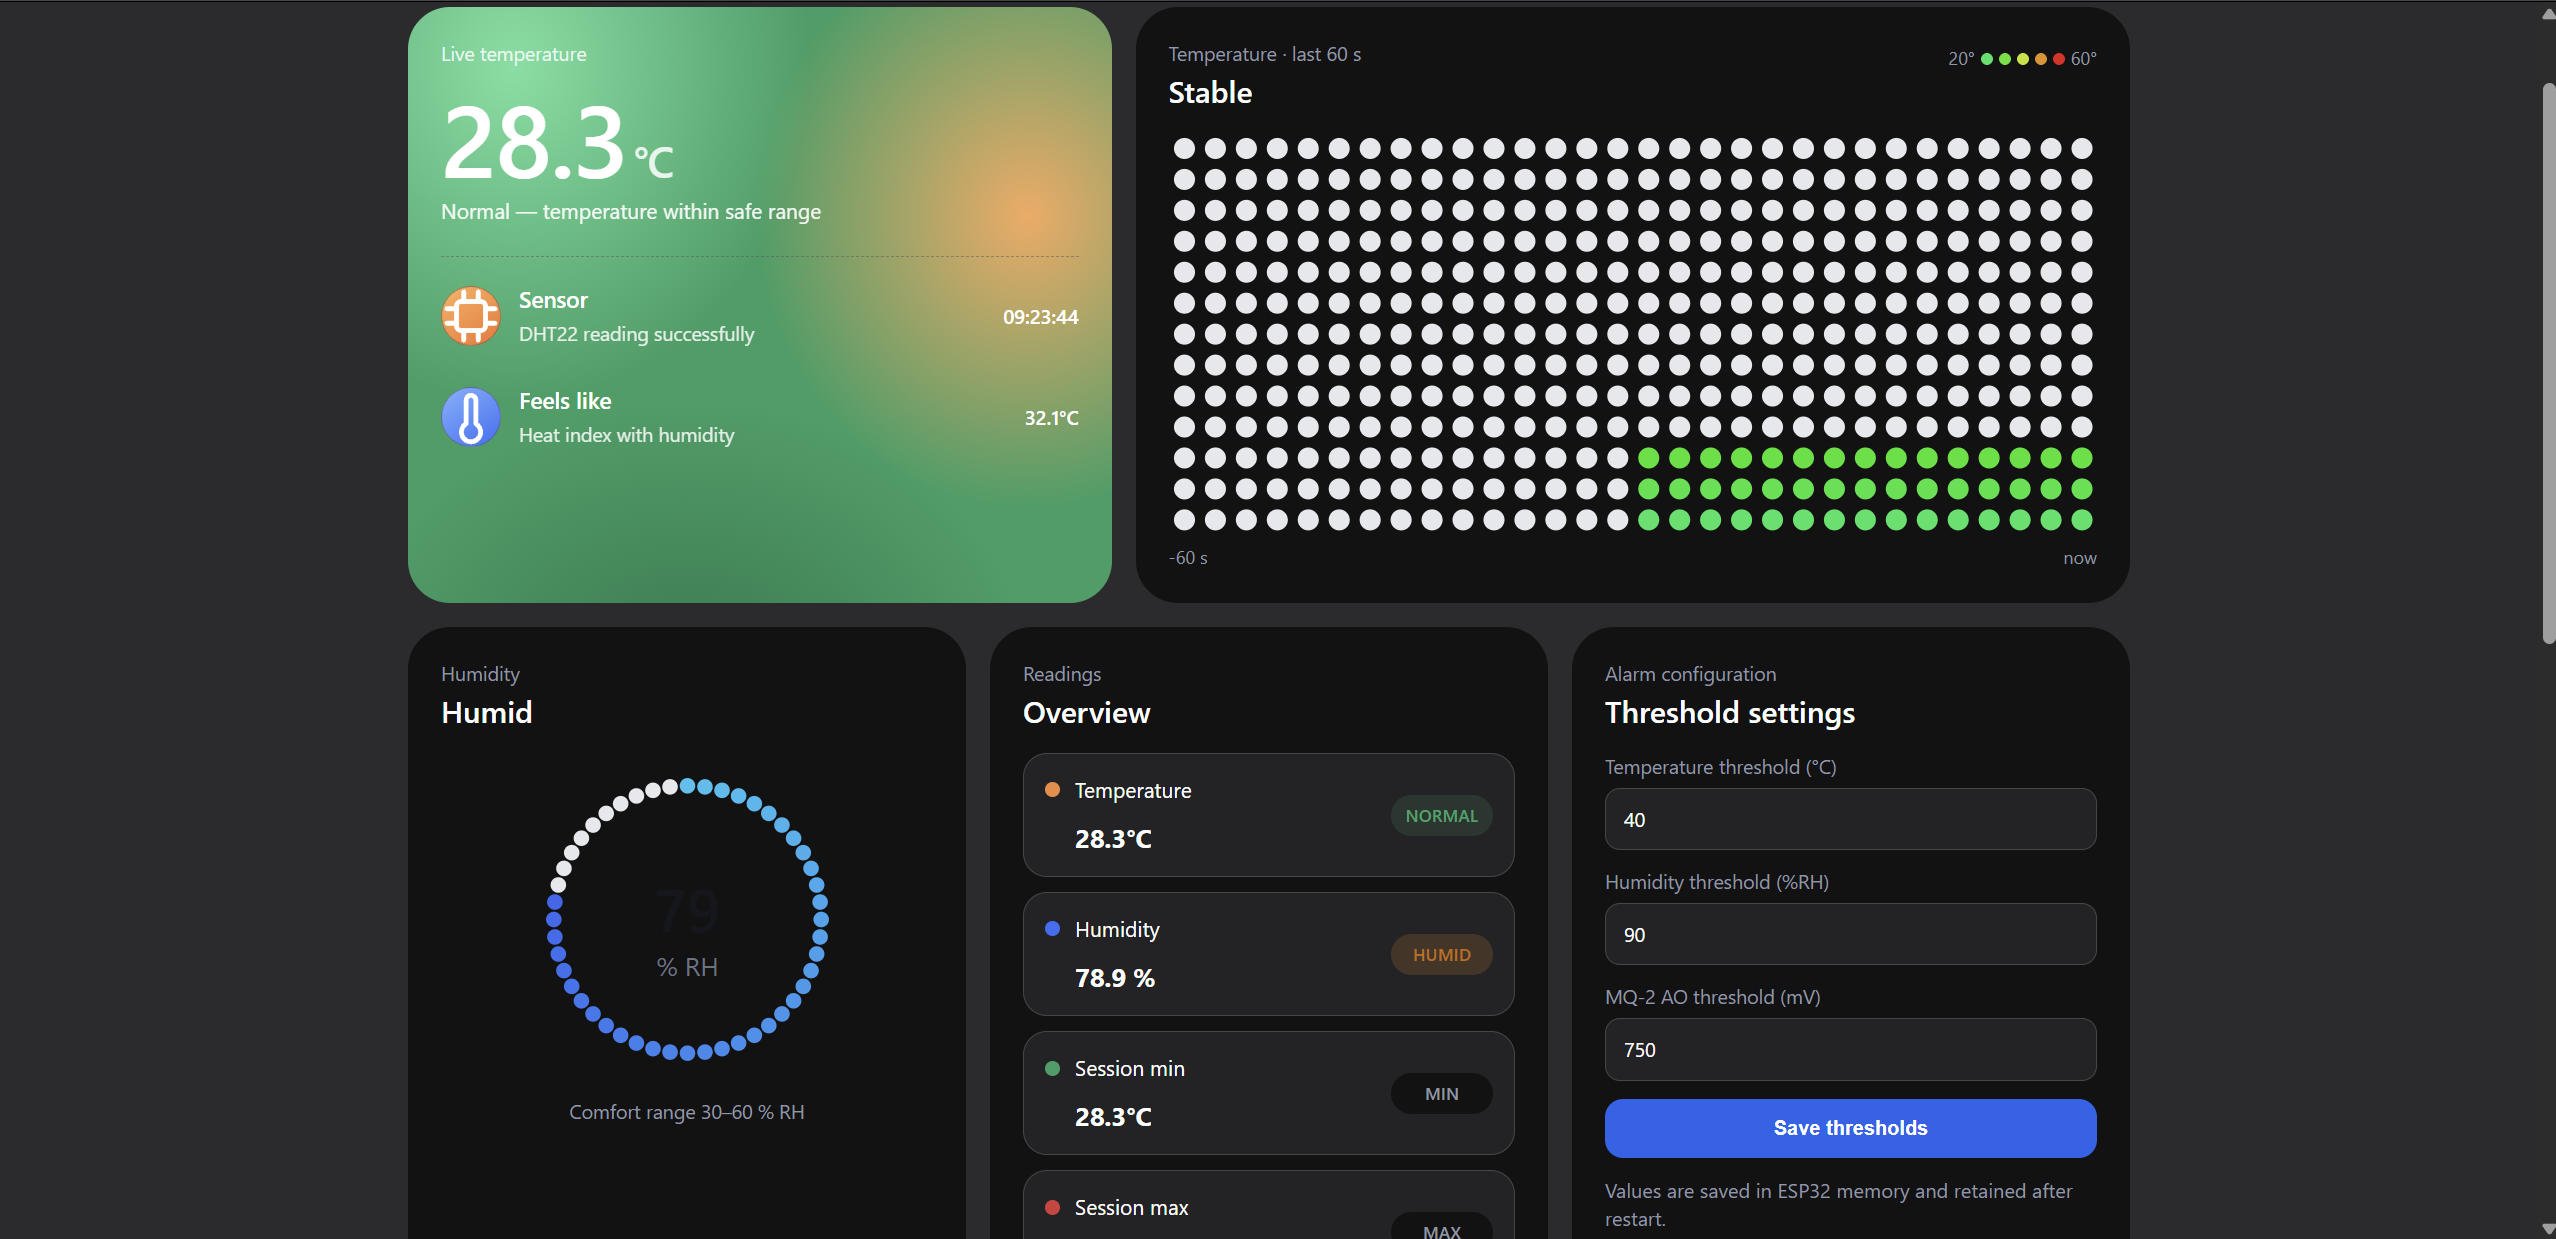 Live temperature
28.3 °C
Normal — temperature within safe range
Sensor
DHT22 reading successfully
09:23:44
Feels like
Heat index with humidity
32.1°C
Temperature · last 60 s
Stable
20° 60°
-60 s
now
Humidity
Humid
79
% RH
Comfort range 30–60 % RH
Readings
Overview
Temperature
28.3°C
NORMAL
Humidity
78.9 %
HUMID
Session min
28.3°C
MIN
Session max
MAX
Alarm configuration
Threshold settings
Temperature threshold (°C)
40
Humidity threshold (%RH)
90
MQ-2 AO threshold (mV)
750
Save thresholds
Values are saved in ESP32 memory and retained after
restart.